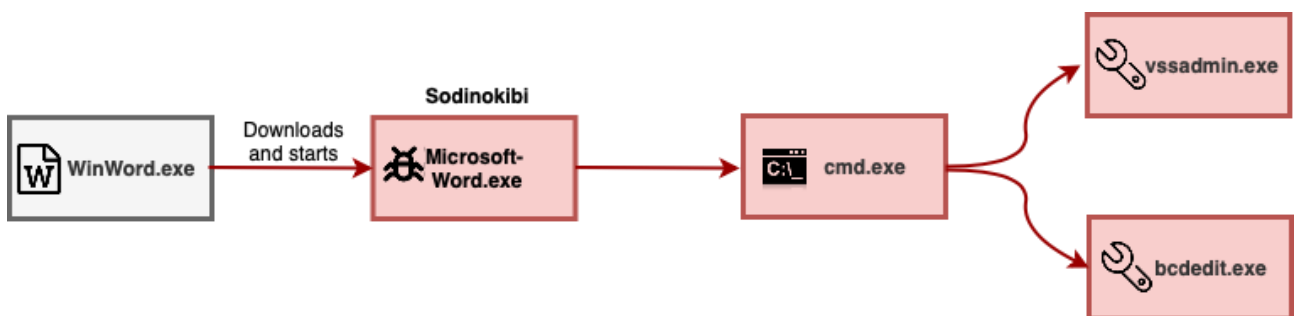 vssadmin.exe
Sodinokibi
Downloads
and starts
W
WinWord.exe
Microsoft-
Word.exe
C:\_
cmd.exe
bcdedit.exe